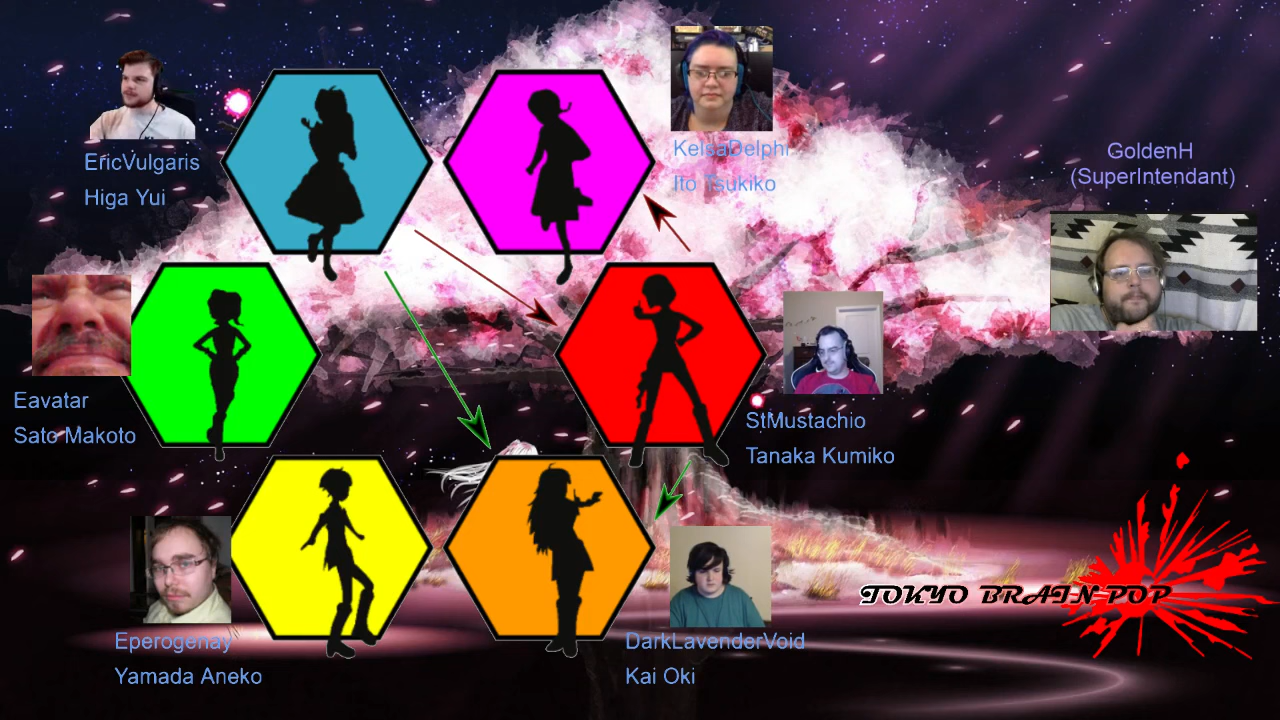 EricVulgaris
Higa Yui
KelsaDelphi
Ito Tsukiko
GoldenH
(SuperIntendant)
Eavatar
Sato Makoto
StMustachio
Tanaka Kumiko
Eperogenay
Yamada Aneko
DarkLavenderVoid
Kai Oki
TOKYO BRAIN POP